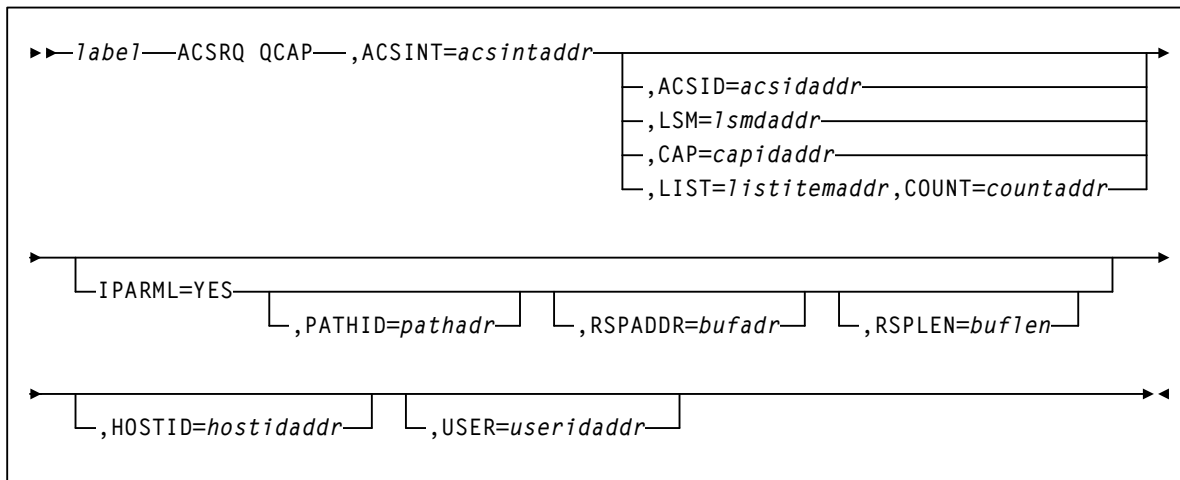 label ACSRQ QCAP ,ACSINT=acsintaddr
,ACSID=acsidaddr
,LSM=lsmdaddr
,CAP=capidaddr
,LIST=listitemaddr,COUNT=countaddr
IPARML=YES
,PATHID=pathadr ,RSPADDR=bufadr ,RSPLEN=buflen
,HOSTID=hostidaddr ,USER=useridaddr